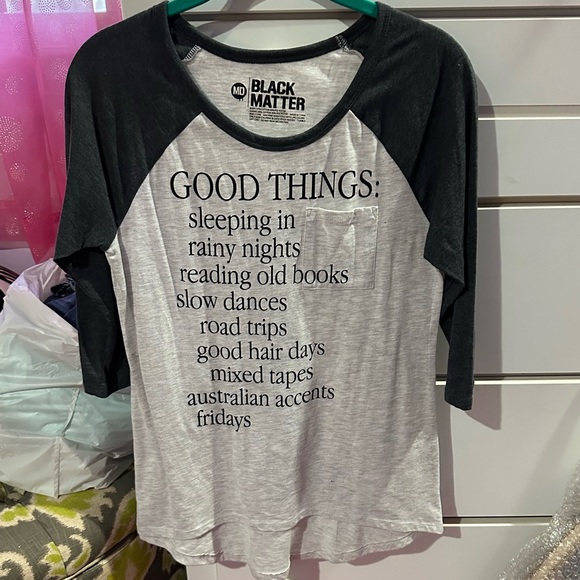 MD
BLACK
MATTER
GOOD THINGS:
sleeping in
rainy nights
reading old books
slow dances
road trips
good hair days
mixed tapes
australian accents
fridays